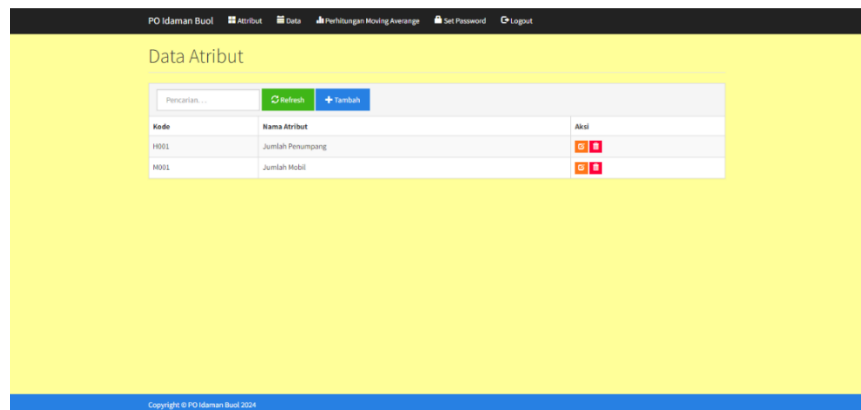 PO Idaman Buol Attribut Data Perhitungan Moving Averange Set Password Logout
Data Atribut
Pencarian. . . Refresh Tambah
Kode Nama Atribut Aksi
H001 Jumlah Penumpang
M001 Jumlah Mobil
Copyright © PO Idaman Buol 2024